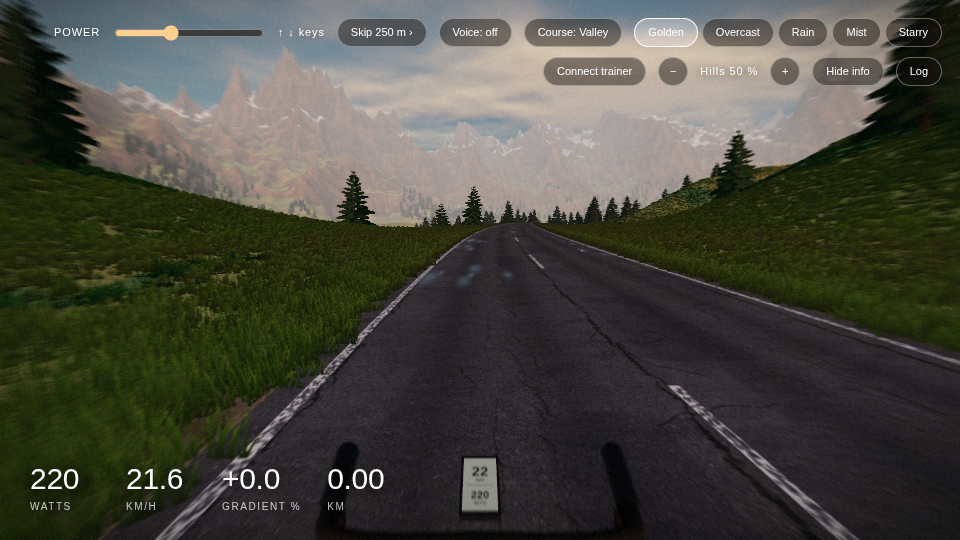 POWER
↑ ↓ keys
Skip 250 m ›
Voice: off
Course: Valley
Golden
Overcast
Rain
Mist
Starry
Connect trainer
−
Hills 50 %
+
Hide info
Log
22
220
220
WATTS
21.6
KM/H
+0.0
GRADIENT %
0.00
KM